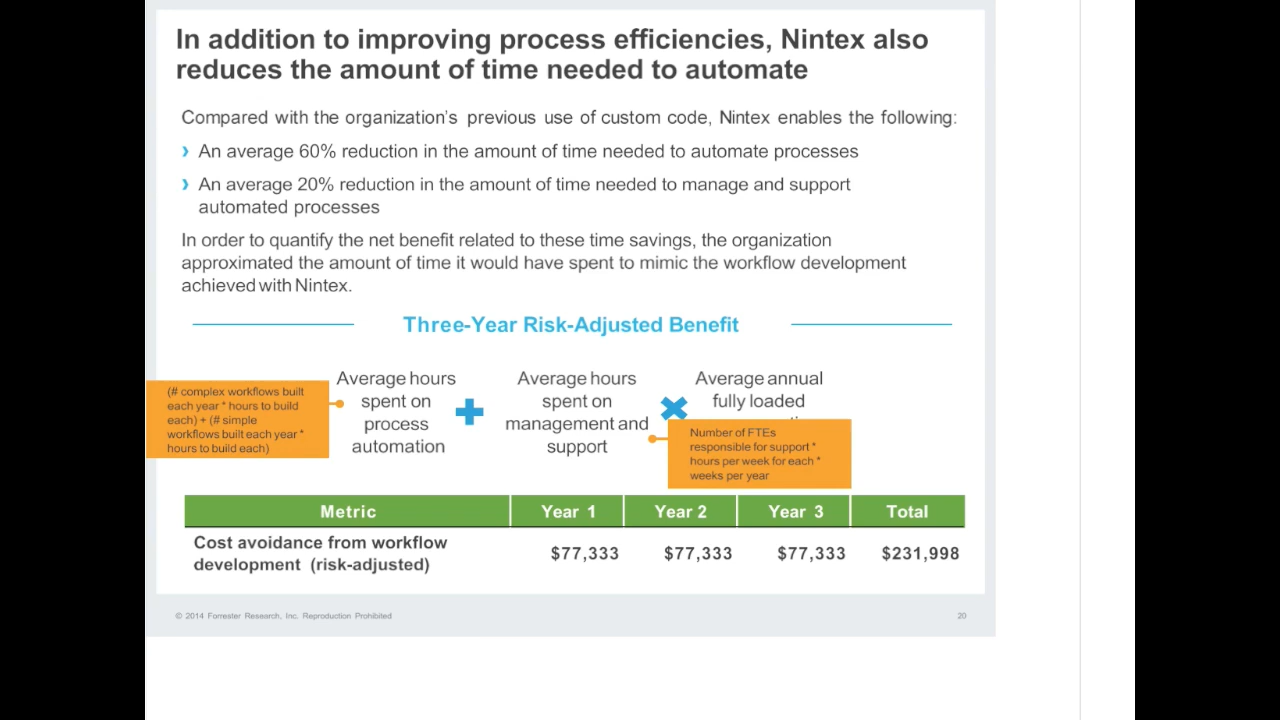 In addition to improving process efficiencies, Nintex also
reduces the amount of time needed to automate
Compared with the organization's previous use of custom code, Nintex enables the following:
› An average 60% reduction in the amount of time needed to automate processes
› An average 20% reduction in the amount of time needed to manage and support
automated processes
In order to quantify the net benefit related to these time savings, the organization
approximated the amount of time it would have spent to mimic the workflow development
achieved with Nintex.
Three-Year Risk-Adjusted Benefit
(# complex workflows built
each year * hours to build
each) + (# simple
workflows built each year *
hours to build each)
Average hours
spent on
process
automation
Average hours
spent on
management and
support
Average annual
fully loaded
Number of FTEs
responsible for support *
hours per week for each *
weeks per year
Metric Year 1 Year 2 Year 3 Total
Cost avoidance from workflow
development (risk-adjusted) $77,333 $77,333 $77,333 $231,998
© 2014 Forrester Research, Inc. Reproduction Prohibited 20